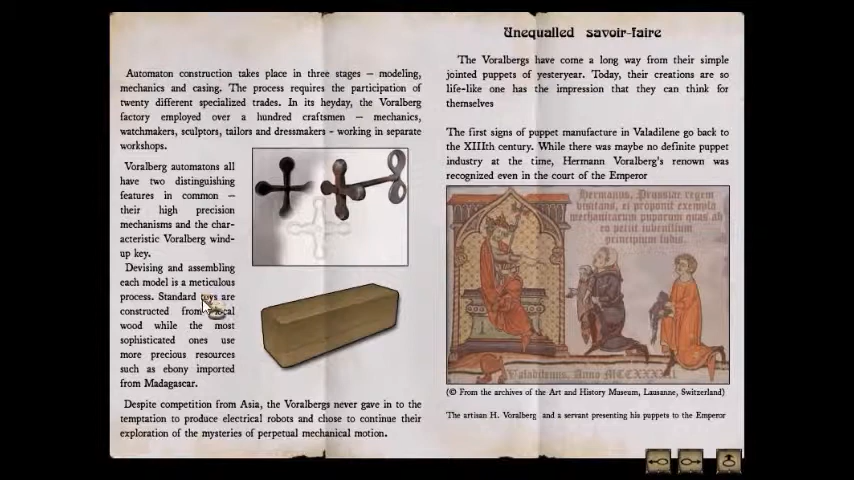 Automaton construction takes place in three stages – modeling,
mechanics and casing. The process requires the participation of
twenty different specialized trades. In its heyday, the Voralberg
factory employed over a hundred craftsmen – mechanics,
watchmakers, sculptors, tailors and dressmakers - working in separate
workshops.
Voralberg automatons all
have two distinguishing
features in common –
their high precision
mechanisms and the char-
acteristic Voralberg wind-
up key.
Devising and assembling
each model is a meticulous
process. Standard toys are
constructed from local
wood while the most
sophisticated ones use
more precious resources
such as ebony imported
from Madagascar.
Despite competition from Asia, the Voralbergs never gave in to the
temptation to produce electrical robots and chose to continue their
exploration of the mysteries of perpetual mechanical motion.
Unequalled savoir-faire
The Voralbergs have come a long way from their simple
jointed puppets of yesteryear. Today, their creations are so
life-like one has the impression that they can think for
themselves
The first signs of puppet manufacture in Valadilene go back to
the XIIIth century. While there was maybe no definite puppet
industry at the time, Hermann Voralberg's renown was
recognized even in the court of the Emperor
Hermanus, Prussiae regem
visitans, ei proponit exempla
mechanitarum puporum quas ab
eo petit iubentium
principium ludis.
Valadilenus. Anno
(© From the archives of the Art and History Museum, Lausanne, Switzerland)
The artisan H. Voralberg and a servant presenting his puppets to the Emperor